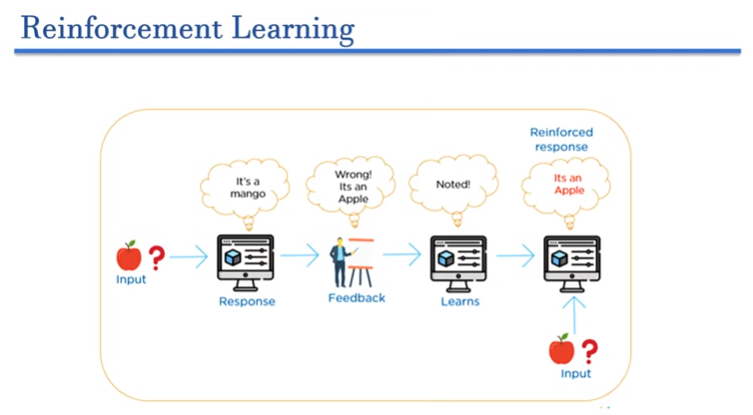 Reinforcement Learning
Reinforced
response
It's a
mango
Wrong!
Its an
Apple
Noted!
Its an
Apple
?
Input
Response
Feedback
Learns
?
Input